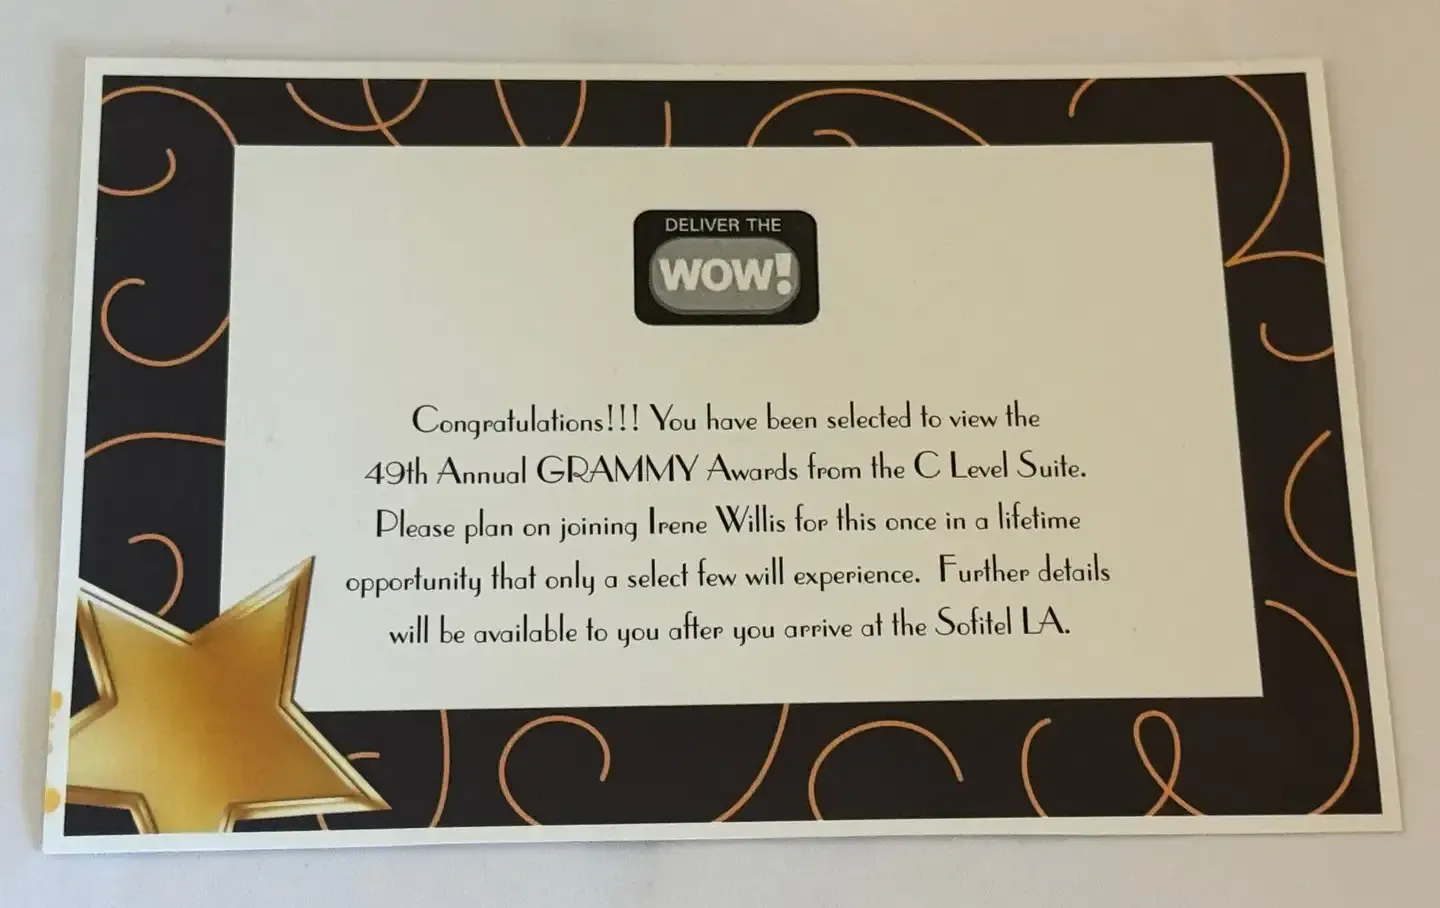 DELIVER THE
WOW!
Congratulations!!! You have been selected to view the
49th Annual GRAMMY Awards from the C Level Suite.
Please plan on joining Irene Willis for this once in a lifetime
opportunity that only a select few will experience. Further details
will be available to you after you arrive at the Sofitel LA.